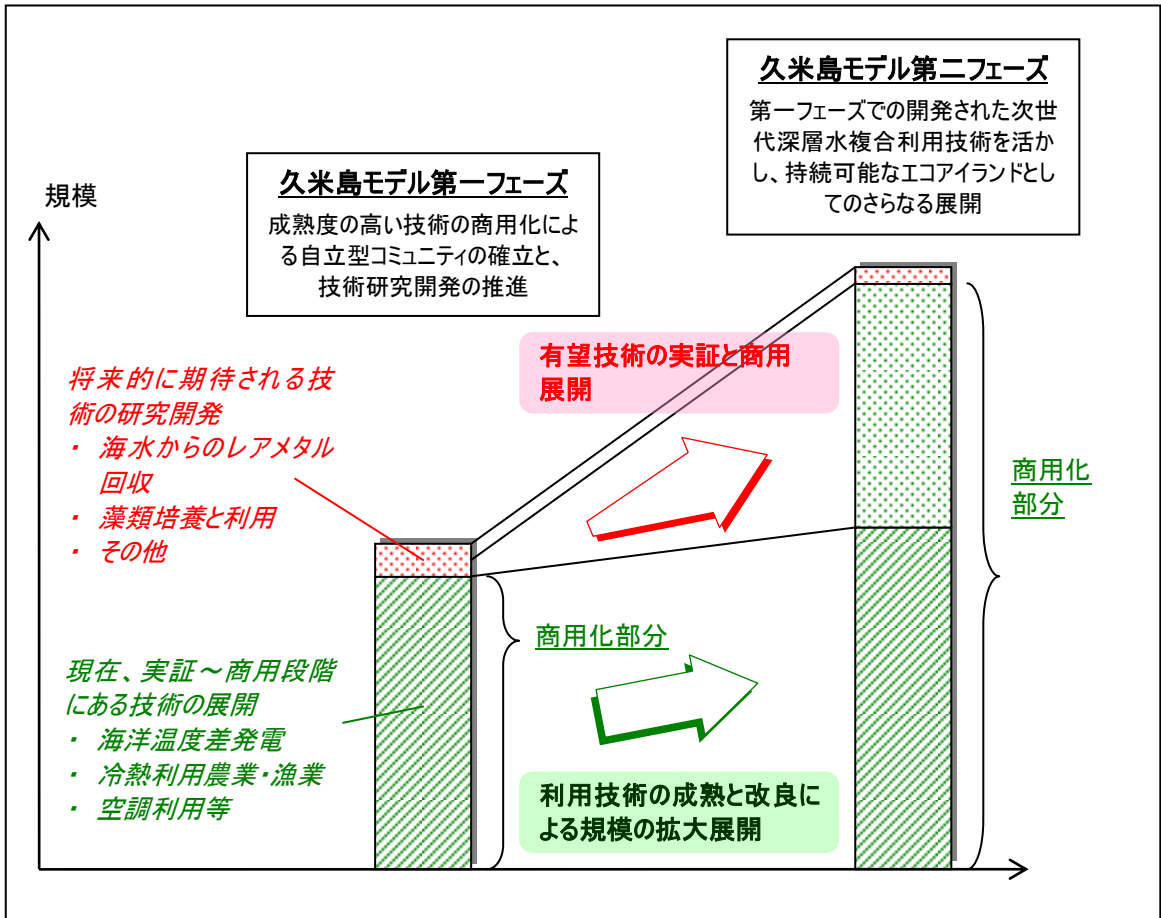 久米島モデル第二フェーズ
第一フェーズでの開発された次世
代深層水複合利用技術を活か
し、持続可能なエコアイランドとし
てのさらなる展開
久米島モデル第一フェーズ
成熟度の高い技術の商用化によ
る自立型コミュニティの確立と、
技術研究開発の推進
規模
有望技術の実証と商用
展開
将来的に期待される技
術の研究開発
・ 海水からのレアメタル
回収
・ 藻類培養と利用
・ その他
商用化
部分
商用化部分
現在、実証~商用段階
にある技術の展開
・ 海洋温度差発電
・ 冷熱利用農業・漁業
・ 空調利用等
利用技術の成熟と改良に
よる規模の拡大展開